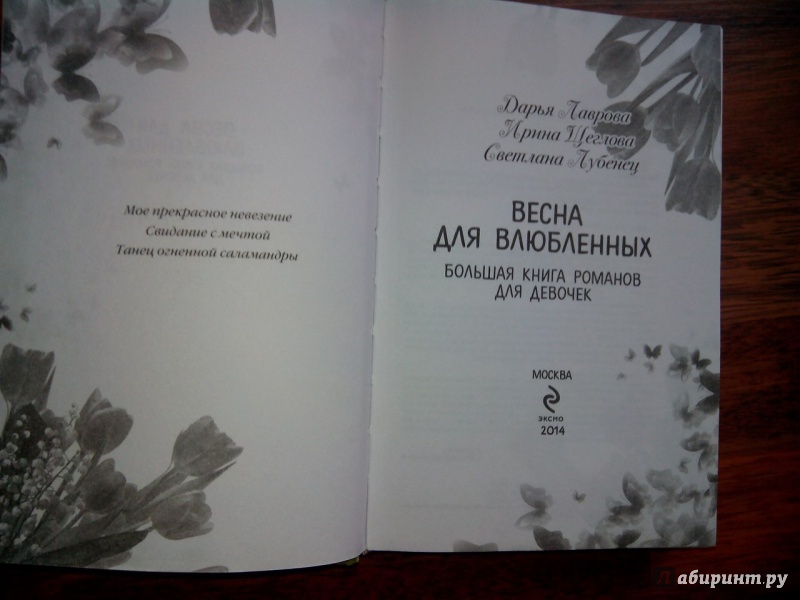 Мое прекрасное невезение
Свидание с мечтой
Танец огненной саламандры
Дарья Лаврова
Ирина Щеглова
Светлана Лубенец
ВЕСНА
ДЛЯ ВЛЮБЛЕННЫХ
БОЛЬШАЯ КНИГА РОМАНОВ
ДЛЯ ДЕВОЧЕК
МОСКВА
ЭКСМО
2014
Лабиринт.ру